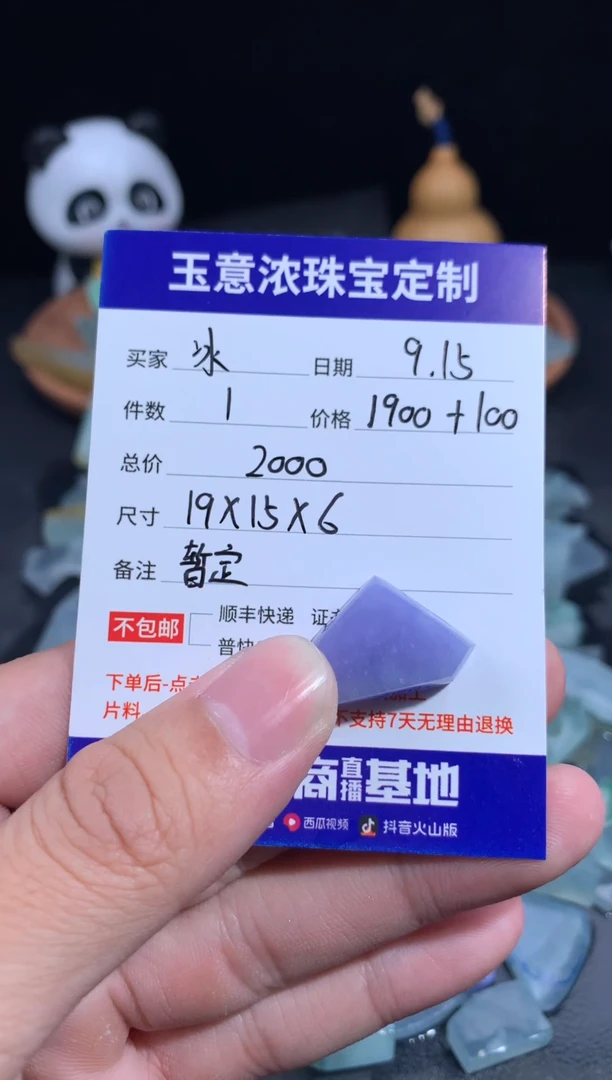 玉意浓珠宝定制
买家 冰 日期 9.15
件数 1 价格 1900+100
总价 2000
尺寸 19X15X6
备注 暂定
不包邮
顺丰快递
普快
下单后-点
片料 不支持7天无理由退换
商直播基地
西瓜视频 抖音火山版